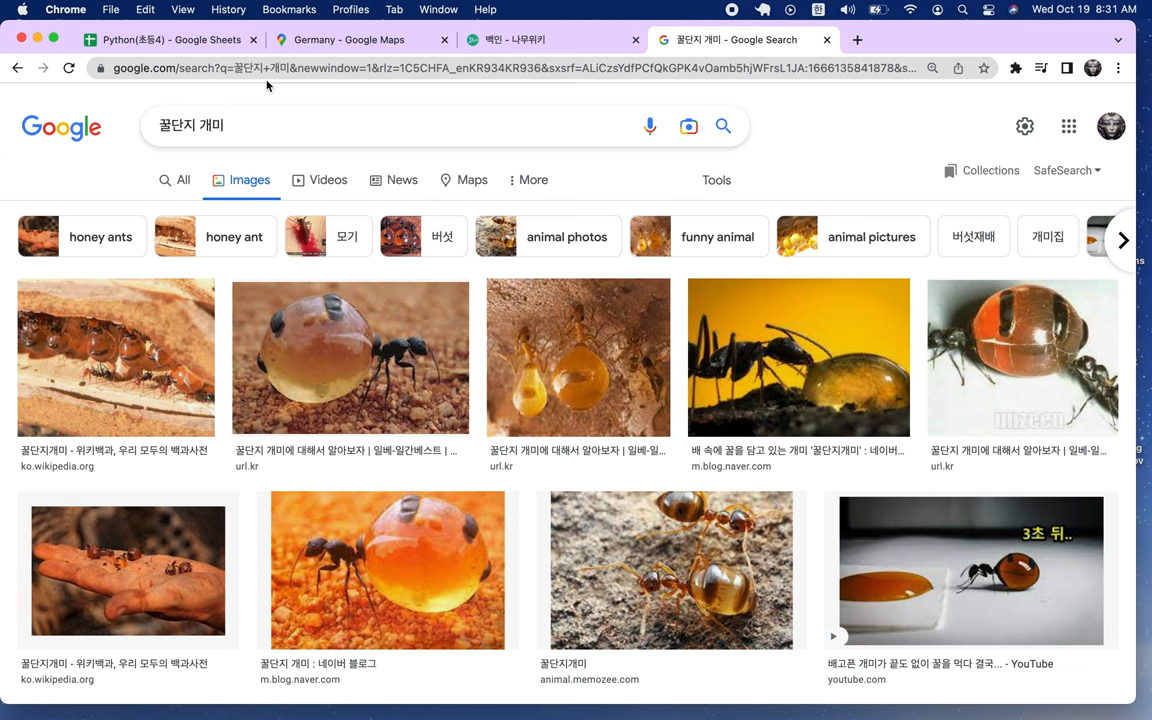 Chrome File Edit View History Bookmarks Profiles Tab Window Help 한 Wed Oct 19 8:31 AM
Python(초등4) - Google Sheets
Germany - Google Maps
백인 - 나무위키
꿀단지 개미 - Google Search
google.com/search?q=꿀단지+개미&newwindow=1&rlz=1C5CHFA_enKR934KR936&sxsrf=ALiCzsYdfPCfQkGPK4vOamb5hjWFrsL1JA:1666135841878&s...
Google
꿀단지 개미
All Images Videos News Maps More Tools
Collections SafeSearch
honey ants
honey ant
모기
버섯
animal photos
funny animal
animal pictures
버섯재배
개미집
꿀단지개미 - 위키백과, 우리 모두의 백과사전
ko.wikipedia.org
꿀단지 개미에 대해서 알아보자 | 일베-일간베스트 | ...
url.kr
꿀단지 개미에 대해서 알아보자 | 일베-일...
url.kr
배 속에 꿀을 담고 있는 개미 '꿀단지개미' : 네이버...
m.blog.naver.com
꿀단지 개미에 대해서 알아보자 | 일베-일...
url.kr
3초 뒤..
꿀단지개미 - 위키백과, 우리 모두의 백과사전
ko.wikipedia.org
꿀단지 개미 : 네이버 블로그
m.blog.naver.com
꿀단지개미
animal.memozee.com
배고픈 개미가 끝도 없이 꿀을 먹다 결국... - YouTube
youtube.com